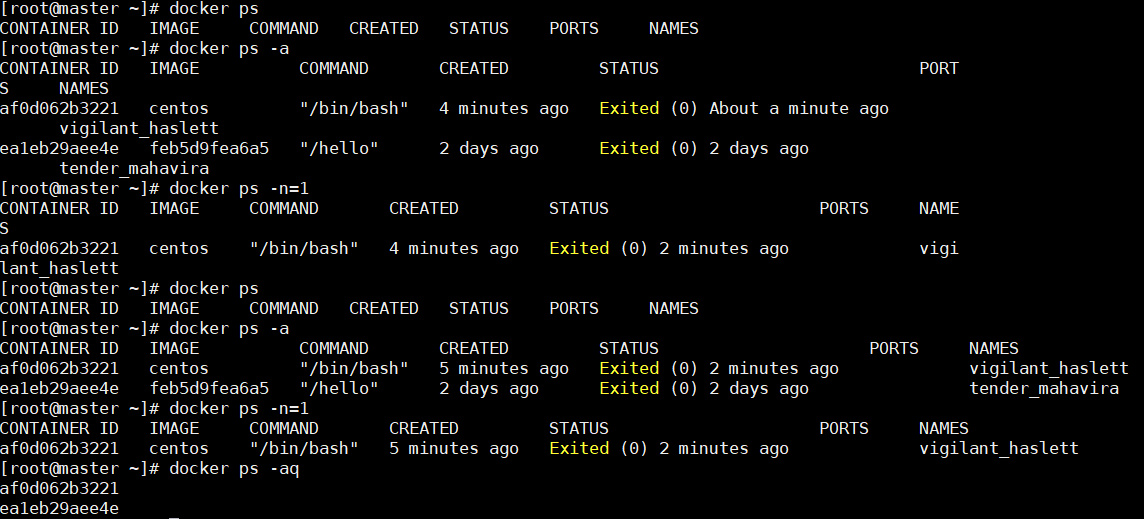 [root@master ~]# docker ps
CONTAINER ID   IMAGE     COMMAND   CREATED   STATUS    PORTS     NAMES
[root@master ~]# docker ps -a
CONTAINER ID   IMAGE          COMMAND       CREATED         STATUS                          PORT
S     NAMES
af0d062b3221   centos         "/bin/bash"   4 minutes ago   Exited (0) About a minute ago
      vigilant_haslett
ea1eb29aee4e   feb5d9fea6a5   "/hello"      2 days ago      Exited (0) 2 days ago
      tender_mahavira
[root@master ~]# docker ps -n=1
CONTAINER ID   IMAGE     COMMAND       CREATED         STATUS                     PORTS     NAME
S
af0d062b3221   centos    "/bin/bash"   4 minutes ago   Exited (0) 2 minutes ago             vigi
lant_haslett
[root@master ~]# docker ps
CONTAINER ID   IMAGE     COMMAND   CREATED   STATUS    PORTS     NAMES
[root@master ~]# docker ps -a
CONTAINER ID   IMAGE          COMMAND       CREATED         STATUS                     PORTS     NAMES
af0d062b3221   centos         "/bin/bash"   5 minutes ago   Exited (0) 2 minutes ago             vigilant_haslett
ea1eb29aee4e   feb5d9fea6a5   "/hello"      2 days ago      Exited (0) 2 days ago                tender_mahavira
[root@master ~]# docker ps -n=1
CONTAINER ID   IMAGE     COMMAND       CREATED         STATUS                     PORTS     NAMES
af0d062b3221   centos    "/bin/bash"   5 minutes ago   Exited (0) 2 minutes ago             vigilant_haslett
[root@master ~]# docker ps -aq
af0d062b3221
ea1eb29aee4e